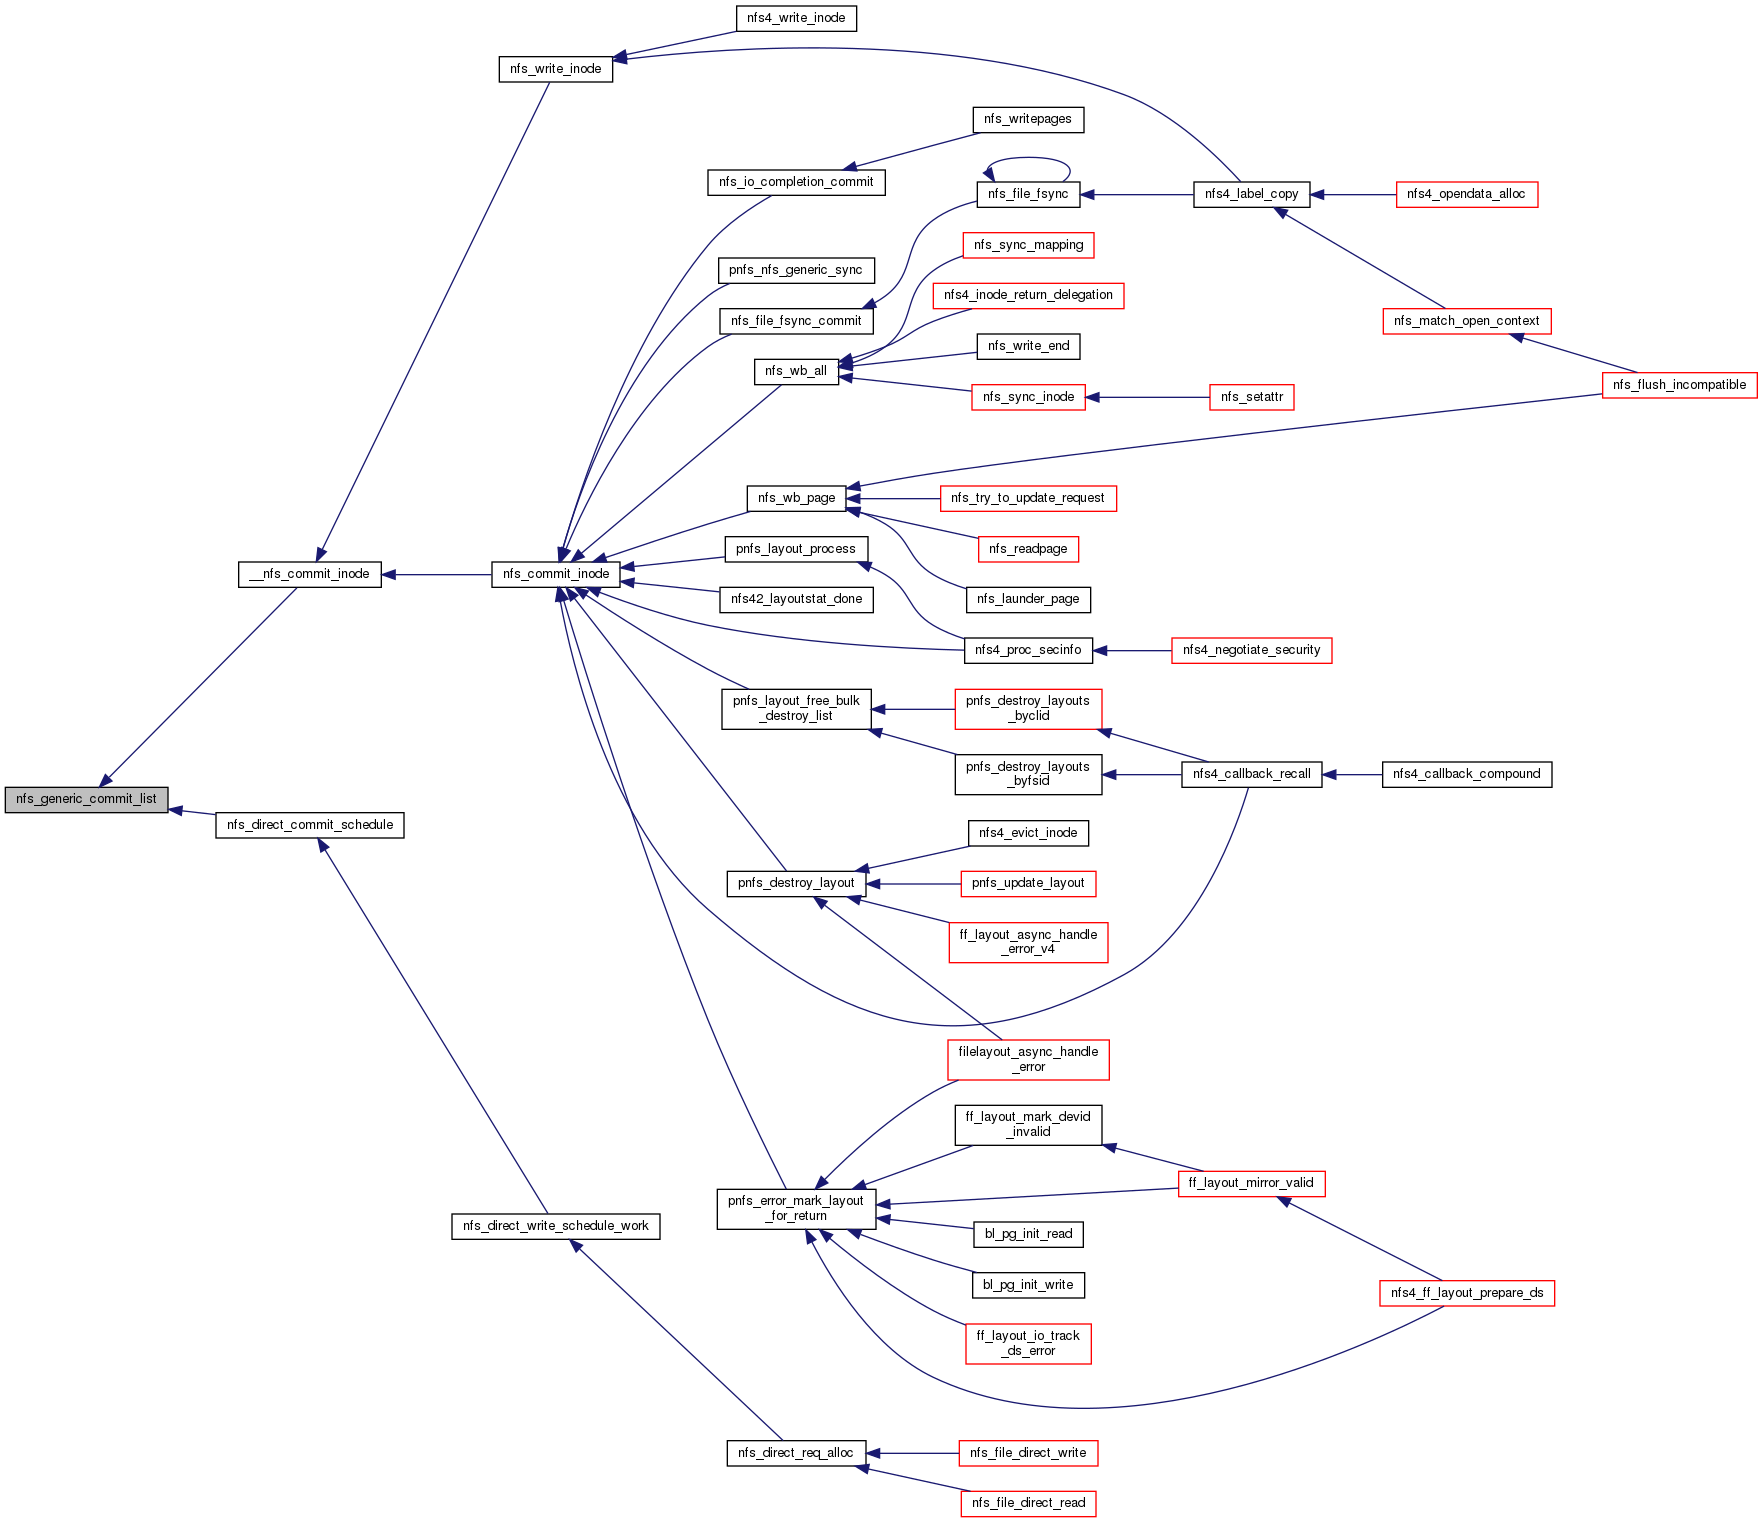 nfs4_write_inode
nfs_write_inode
nfs_writepages
nfs_io_completion_commit
nfs_file_fsync
nfs4_label_copy
nfs4_opendata_alloc
nfs_sync_mapping
pnfs_nfs_generic_sync
nfs4_inode_return_delegation
nfs_file_fsync_commit
nfs_match_open_context
nfs_write_end
nfs_wb_all
nfs_flush_incompatible
nfs_sync_inode
nfs_setattr
nfs_wb_page
nfs_try_to_update_request
pnfs_layout_process
nfs_readpage
__nfs_commit_inode
nfs_commit_inode
nfs42_layoutstat_done
nfs_launder_page
nfs4_proc_secinfo
nfs4_negotiate_security
pnfs_layout_free_bulk
_destroy_list
pnfs_destroy_layouts
_byclid
pnfs_destroy_layouts
_byfsid
nfs4_callback_recall
nfs4_callback_compound
nfs_generic_commit_list
nfs_direct_commit_schedule
nfs4_evict_inode
pnfs_destroy_layout
pnfs_update_layout
ff_layout_async_handle
_error_v4
filelayout_async_handle
_error
ff_layout_mark_devid
_invalid
ff_layout_mirror_valid
pnfs_error_mark_layout
_for_return
nfs_direct_write_schedule_work
bl_pg_init_read
bl_pg_init_write
nfs4_ff_layout_prepare_ds
ff_layout_io_track
_ds_error
nfs_direct_req_alloc
nfs_file_direct_write
nfs_file_direct_read